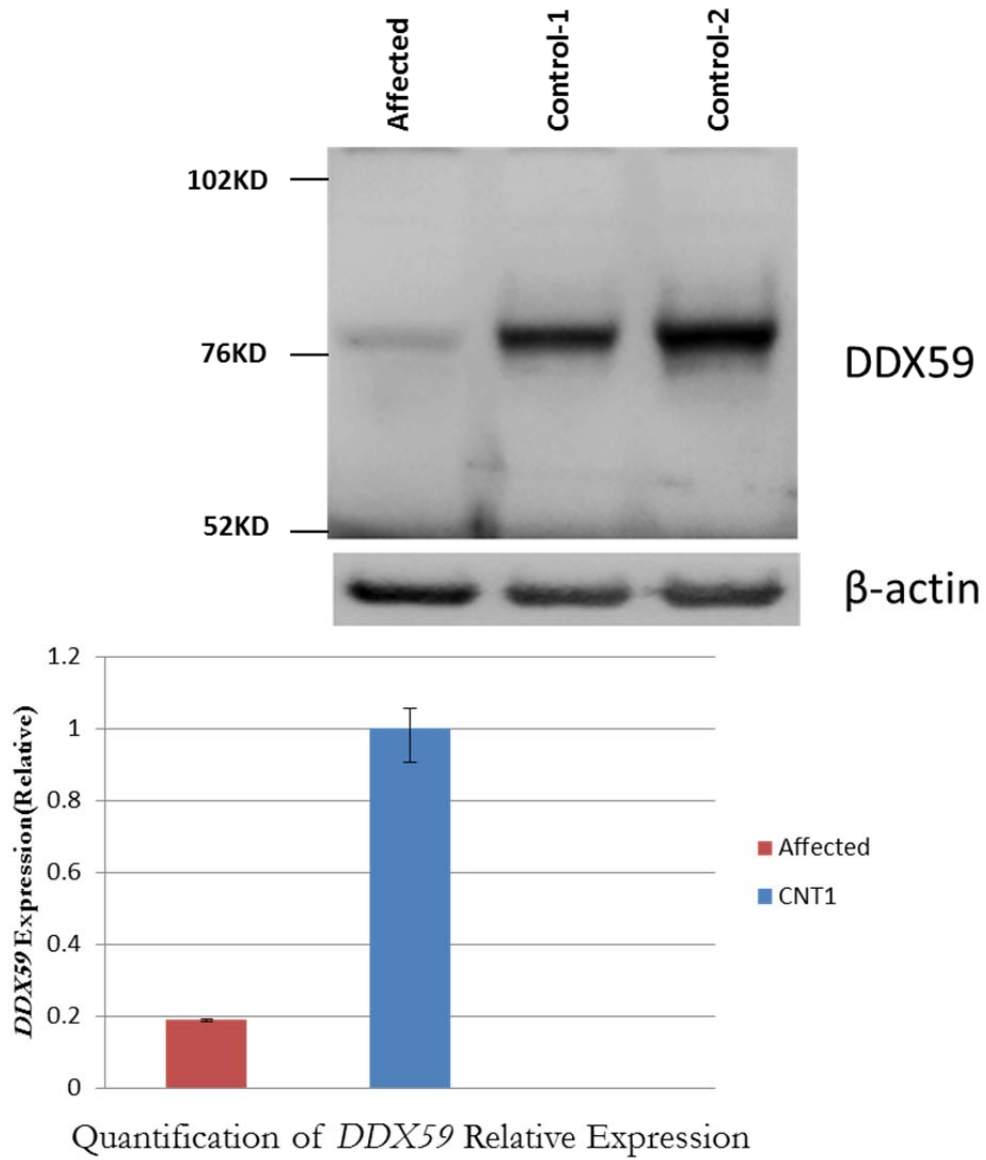 Affected
Control-1
Control-2
102KD
76KD
52KD
DDX59
β-actin
DDX59 Expression(Relative)
1.2
1
0.8
0.6
0.4
0.2
0
Affected
CNT1
Quantification of DDX59 Relative Expression